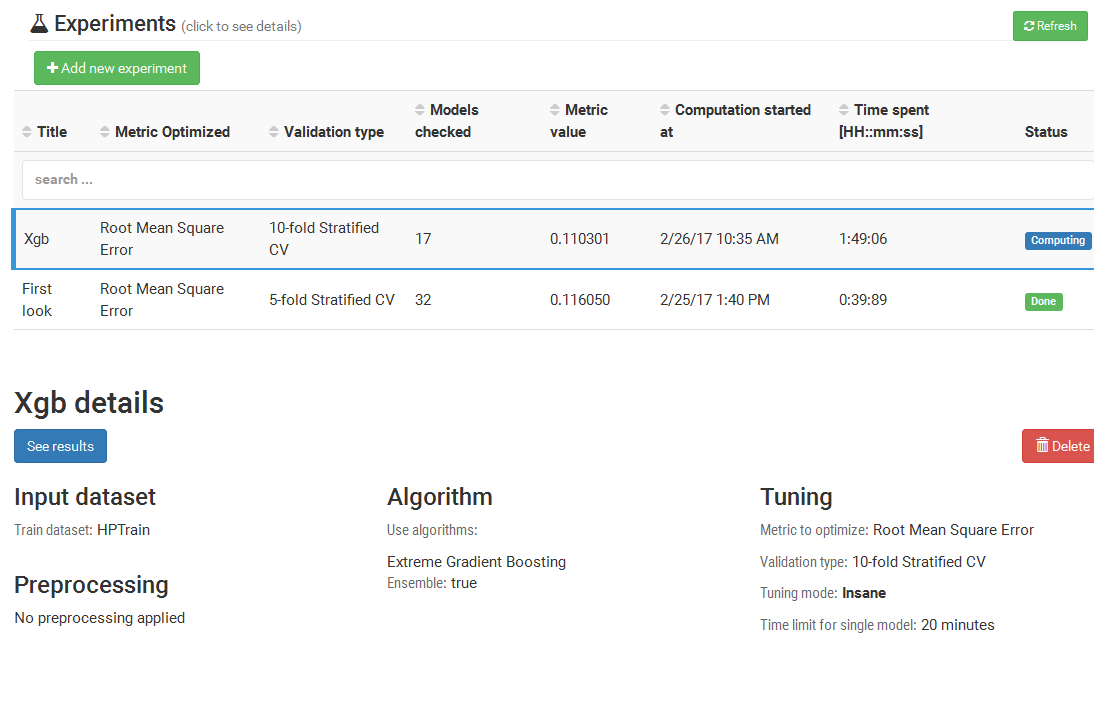 Experiments (click to see details)
Refresh
Add new experiment
Title
Metric Optimized
Validation type
Models
checked
Metric
value
Computation started
at
Time spent
[HH::mm:ss]
Status
search ...
Xgb
Root Mean Square
Error
10-fold Stratified
CV
17
0.110301
2/26/17 10:35 AM
1:49:06
Computing
First
look
Root Mean Square
Error
5-fold Stratified CV
32
0.116050
2/25/17 1:40 PM
0:39:89
Done
Xgb details
See results
Delete
Input dataset
Train dataset: HPTrain
Preprocessing
No preprocessing applied
Algorithm
Use algorithms:
Extreme Gradient Boosting
Ensemble: true
Tuning
Metric to optimize: Root Mean Square Error
Validation type: 10-fold Stratified CV
Tuning mode: Insane
Time limit for single model: 20 minutes